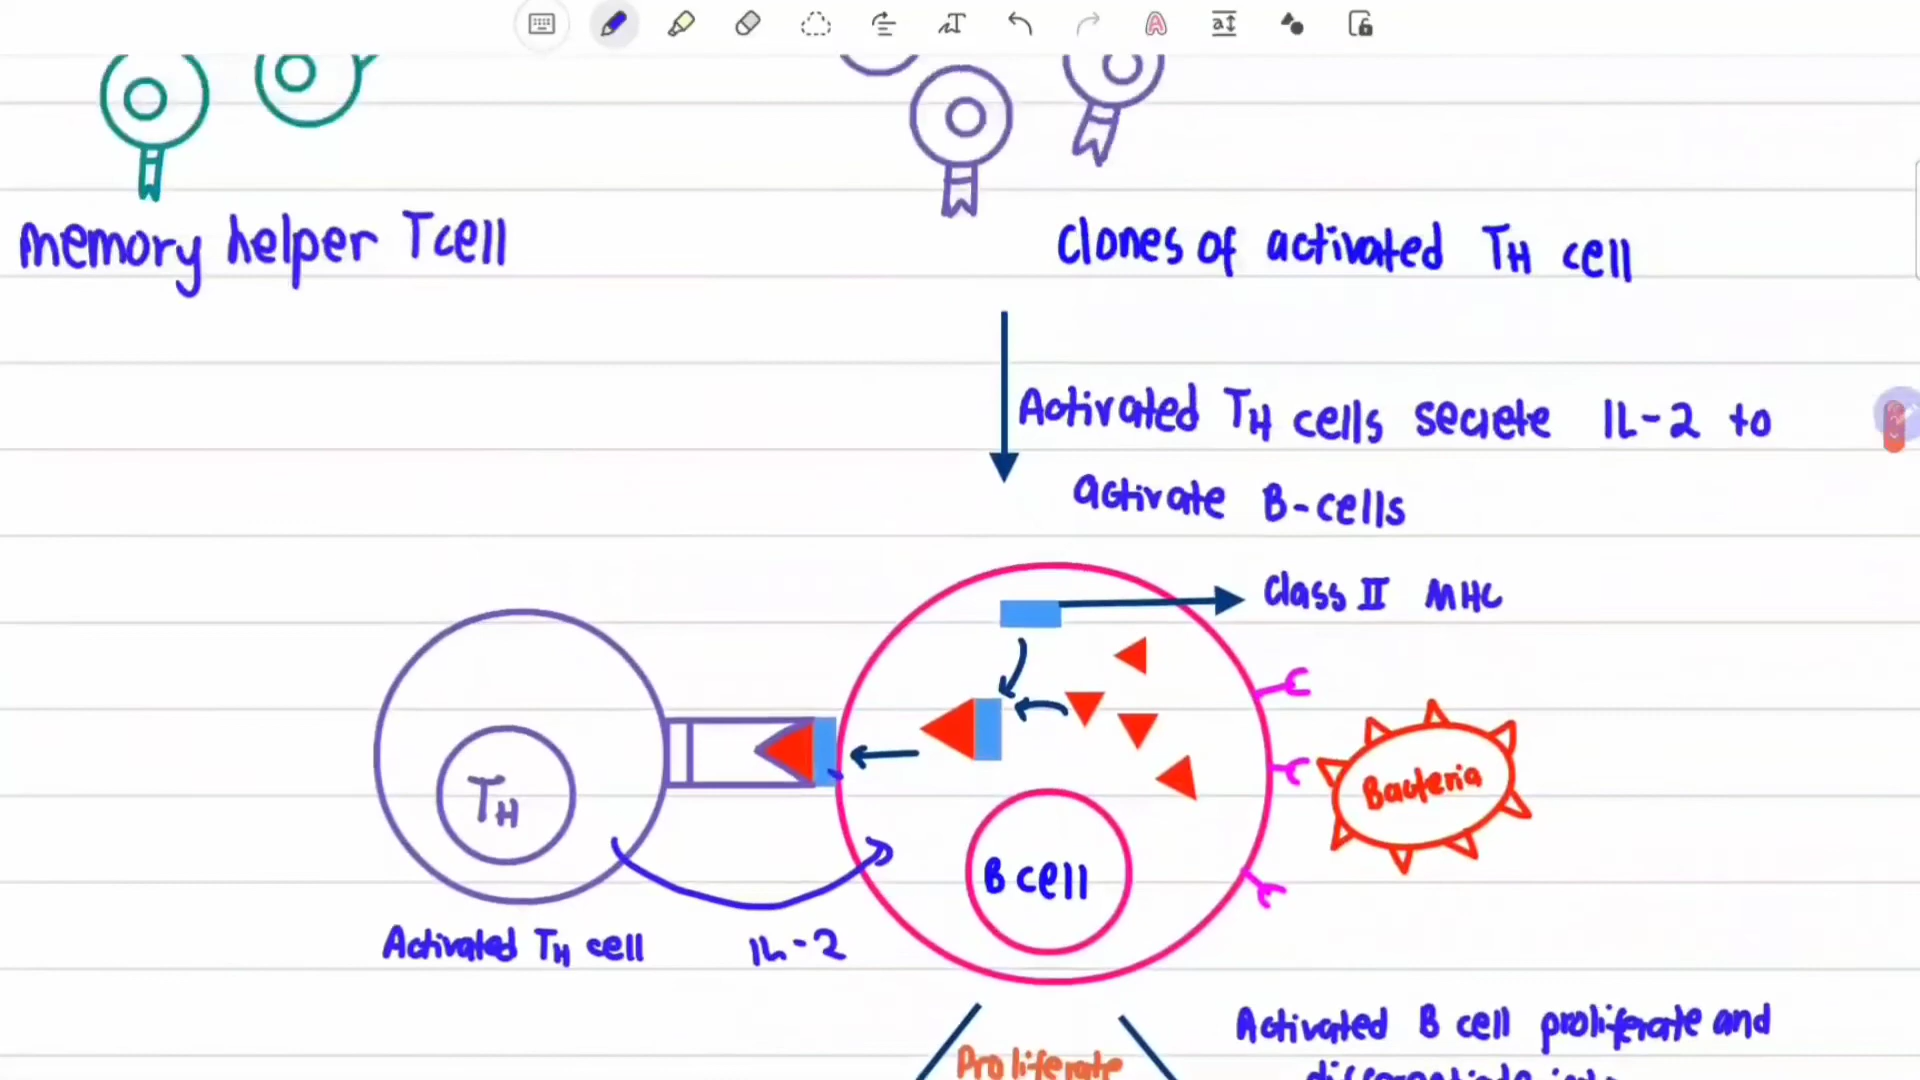 memory helper T cell
Clones of activated TH cell
Activated TH cells secrete IL-2 to
activate B-cells
Class II MHC
Bacteria
TH
B cell
Activated TH cell
IL-2
Proliferate
Activated B cell proliferate and